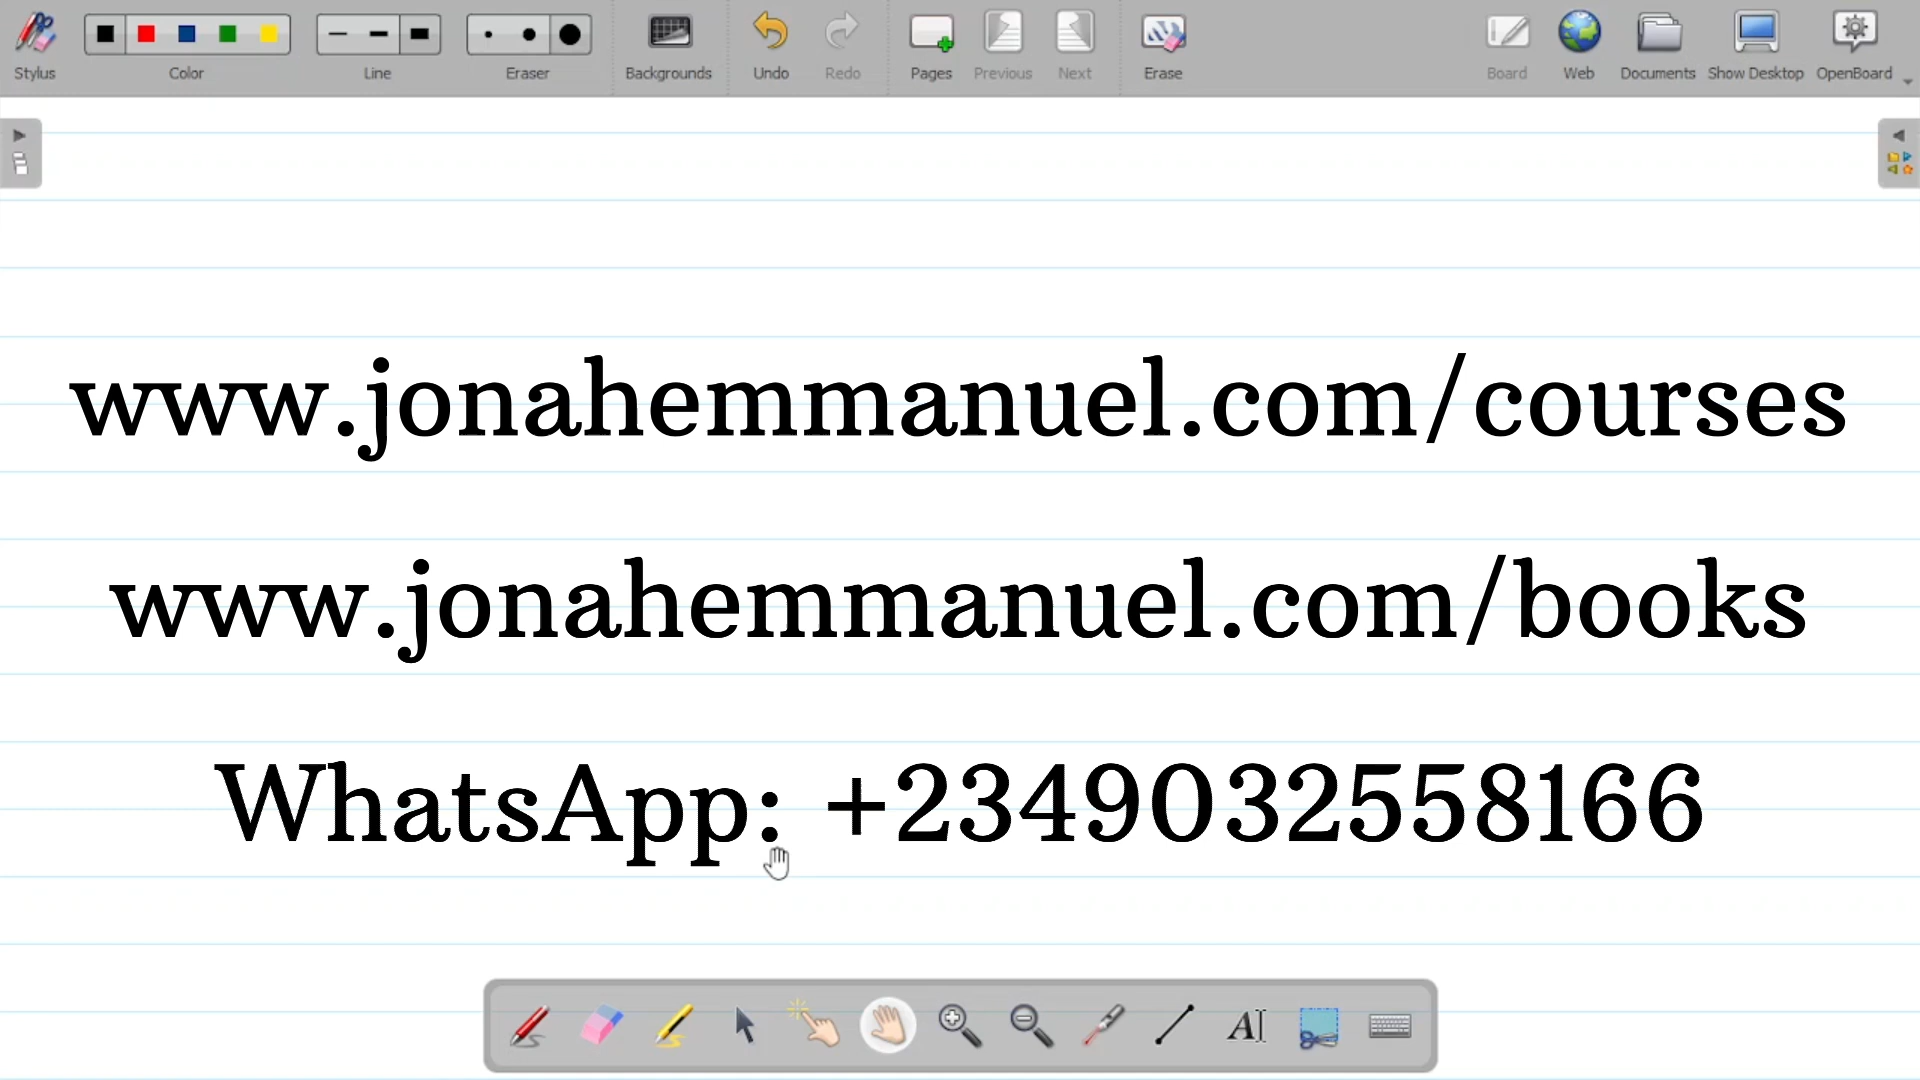 Stylus Color Line Eraser Backgrounds Undo Redo Pages Previous Next Erase Board Web Documents Show Desktop OpenBoard
www.jonahemmanuel.com/courses
www.jonahemmanuel.com/books
WhatsApp: +2349032558166